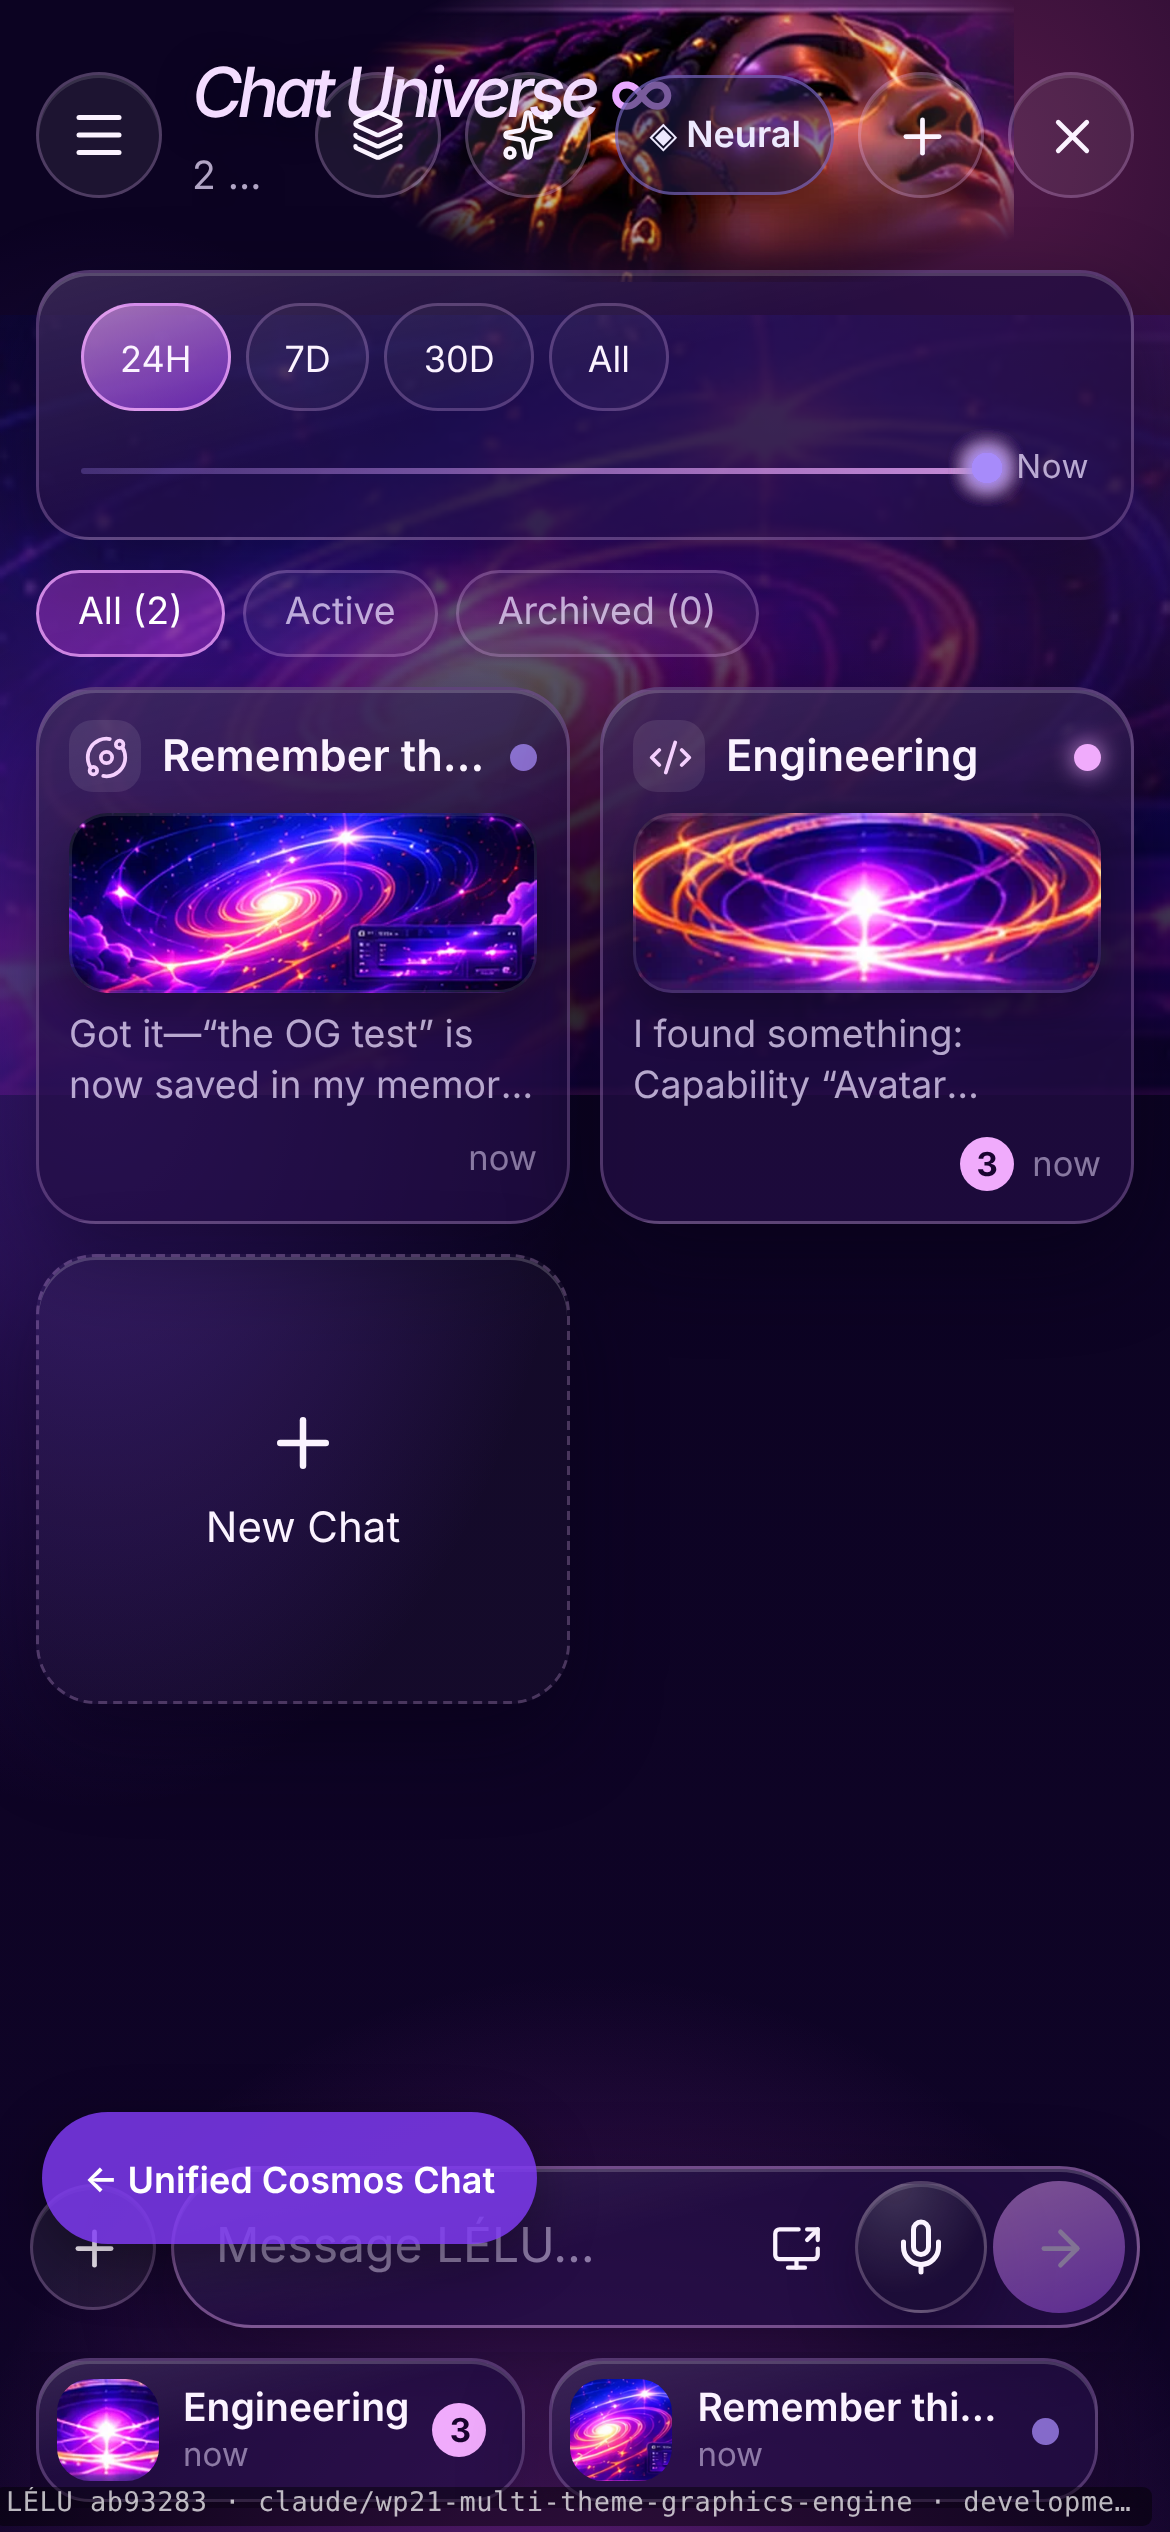 Chat Universe ∞
2 ...
◈ Neural
24H
7D
30D
All
Now
All (2)
Active
Archived (0)
Remember th...
Got it—“the OG test” is
now saved in my memor...
now
Engineering
I found something:
Capability “Avatar...
3
now
New Chat
← Unified Cosmos Chat
Message LÉLU...
Engineering
now
3
Remember thi...
now
LÉLU ab93283 · claude/wp21-multi-theme-graphics-engine · developme…